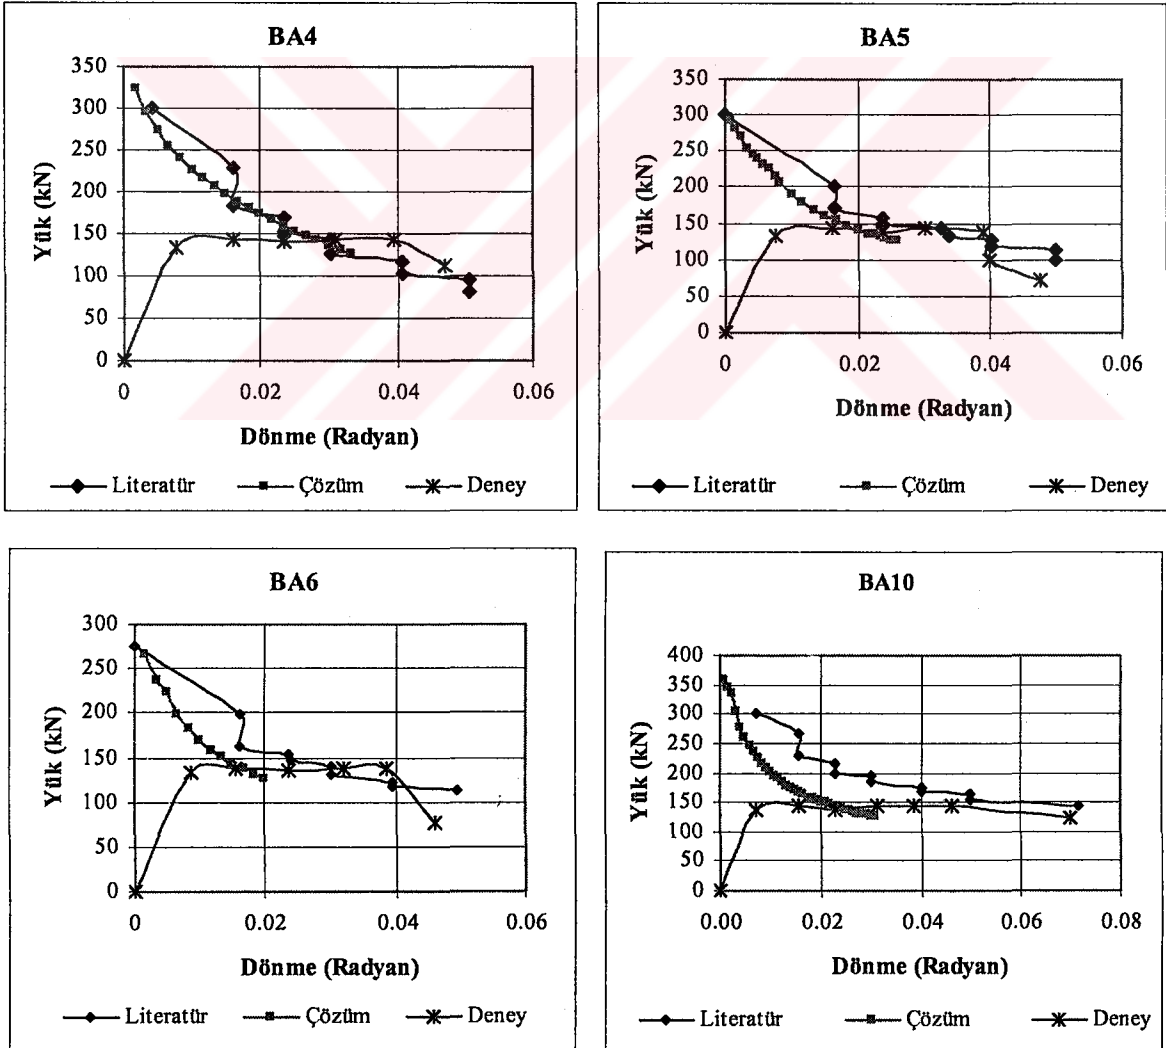 BA4
350
300
250
200
150
100
50
0
Yük (kN)
0 0.02 0.04 0.06
Dönme (Radyan)
Literatür Çözüm Deney
BA5
350
300
250
200
150
100
50
0
Yük (kN)
0 0.02 0.04 0.06
Dönme (Radyan)
Literatür Çözüm Deney
BA6
300
250
200
150
100
50
0
Yük (kN)
0 0.02 0.04 0.06
Dönme (Radyan)
Literatür Çözüm Deney
BA10
400
350
300
250
200
150
100
50
0
Yük (kN)
0.00 0.02 0.04 0.06 0.08
Dönme (Radyan)
Literatür Çözüm Deney